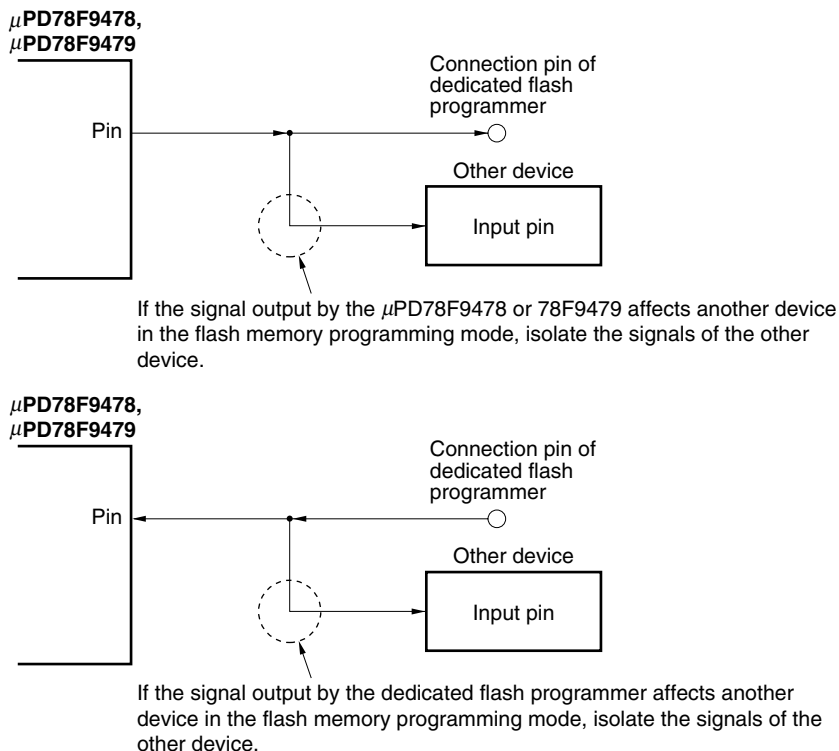 μPD78F9478,
μPD78F9479
Connection pin of
dedicated flash
programmer
Pin
Other device
Input pin
If the signal output by the μPD78F9478 or 78F9479 affects another device
in the flash memory programming mode, isolate the signals of the other
device.
μPD78F9478,
μPD78F9479
Connection pin of
dedicated flash
programmer
Pin
Other device
Input pin
If the signal output by the dedicated flash programmer affects another
device in the flash memory programming mode, isolate the signals of the
other device.